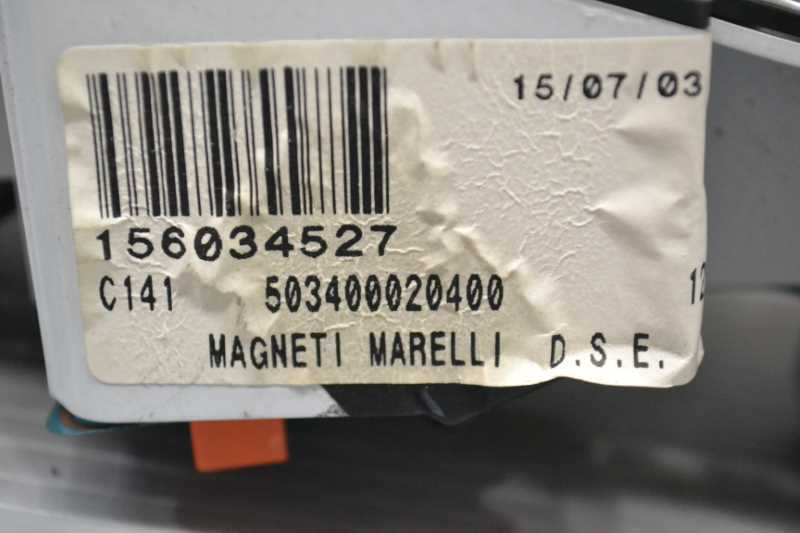 15/07/03
156034527
C141 503400020400 12
MAGNETI MARELLI D.S.E.